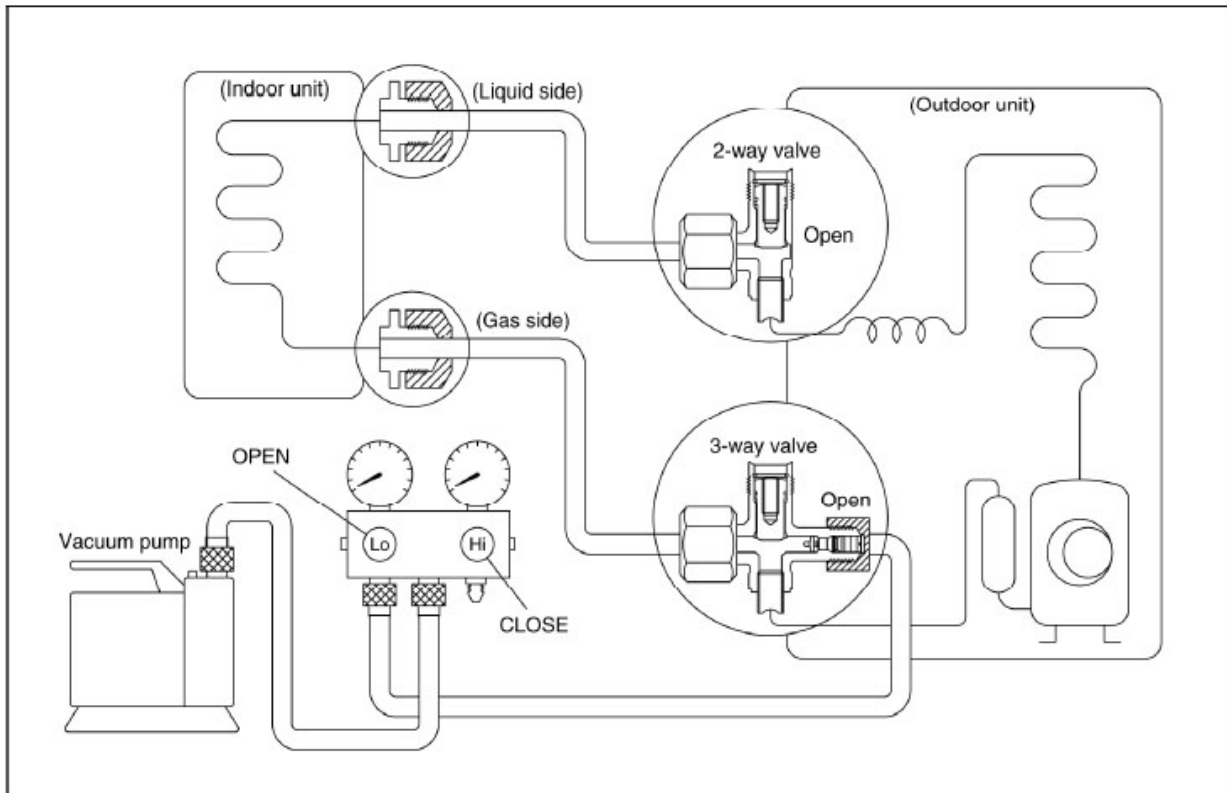 (Indoor unit)
(Liquid side)
(Outdoor unit)
2-way valve
Open
(Gas side)
3-way valve
Open
OPEN
Lo
Hi
CLOSE
Vacuum pump